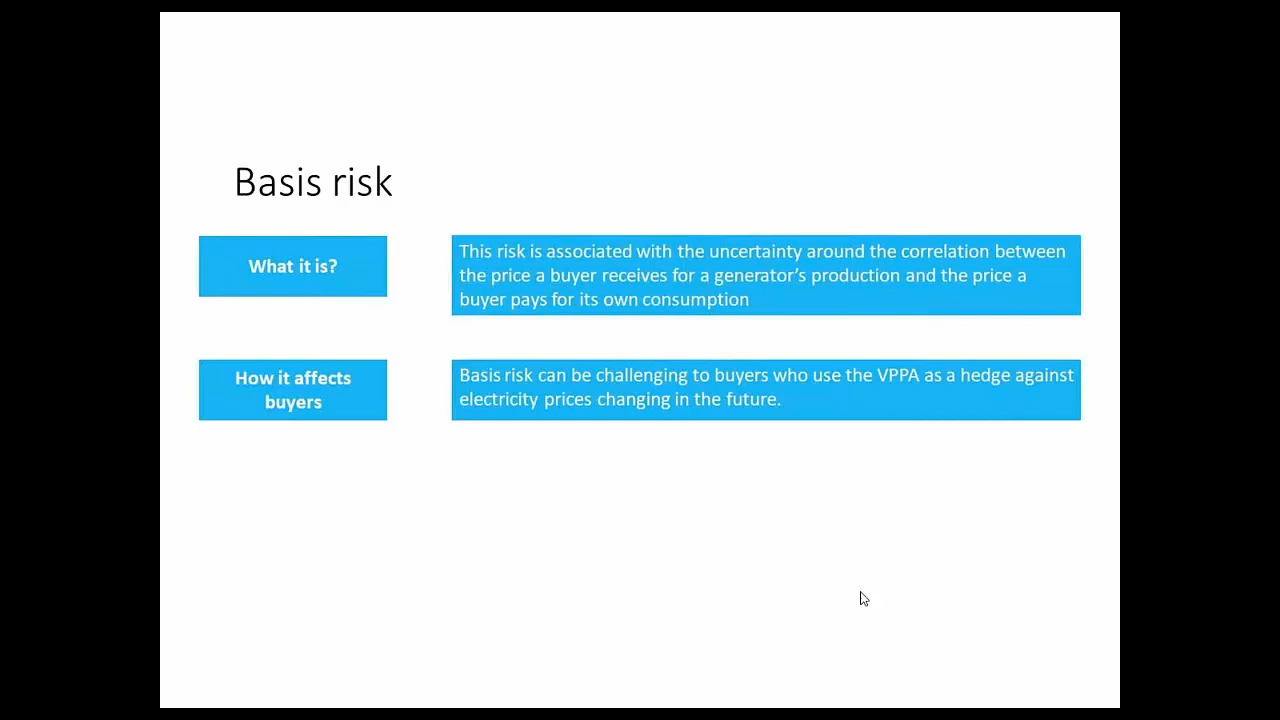 Basis risk
What it is?
This risk is associated with the uncertainty around the correlation between
the price a buyer receives for a generator’s production and the price a
buyer pays for its own consumption
How it affects
buyers
Basis risk can be challenging to buyers who use the VPPA as a hedge against
electricity prices changing in the future.